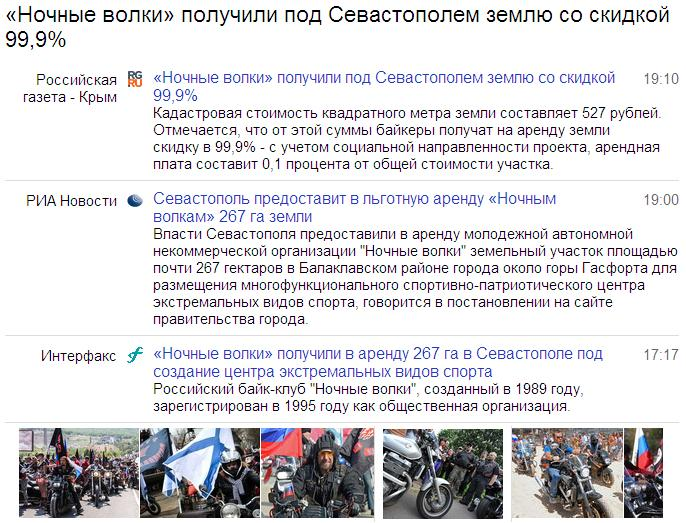 «Ночные волки» получили под Севастополем землю со скидкой
99,9%
Российская
газета - Крым
RG
RU
«Ночные волки» получили под Севастополем землю со скидкой
99,9%
19:10
Кадастровая стоимость квадратного метра земли составляет 527 рублей.
Отмечается, что от этой суммы байкеры получат на аренду земли
скидку в 99,9% - с учетом социальной направленности проекта, арендная
плата составит 0,1 процента от общей стоимости участка.
РИА Новости
Севастополь предоставит в льготную аренду «Ночным
волкам» 267 га земли
19:00
Власти Севастополя предоставили в аренду молодежной автономной
некоммерческой организации "Ночные волки" земельный участок площадью
почти 267 гектаров в Балаклавском районе города около горы Гасфорта для
размещения многофункционального спортивно-патриотического центра
экстремальных видов спорта, говорится в постановлении на сайте
правительства города.
Интерфакс
«Ночные волки» получили в аренду 267 га в Севастополе под
создание центра экстремальных видов спорта
17:17
Российский байк-клуб "Ночные волки", созданный в 1989 году,
зарегистрирован в 1995 году как общественная организация.